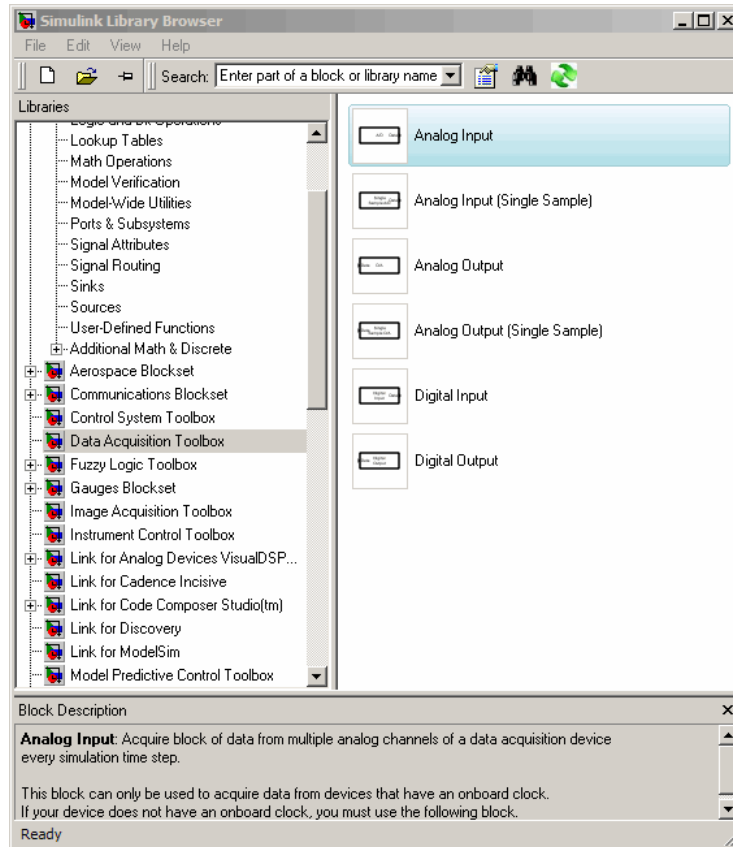 Simulink Library Browser
File Edit View Help
Search: Enter part of a block or library name
Libraries
Logic and Bit Operations
Lookup Tables
Math Operations
Model Verification
Model-Wide Utilities
Ports & Subsystems
Signal Attributes
Signal Routing
Sinks
Sources
User-Defined Functions
Additional Math & Discrete
Aerospace Blockset
Communications Blockset
Control System Toolbox
Data Acquisition Toolbox
Fuzzy Logic Toolbox
Gauges Blockset
Image Acquisition Toolbox
Instrument Control Toolbox
Link for Analog Devices VisualDSP...
Link for Cadence Incisive
Link for Code Composer Studio(tm)
Link for Discovery
Link for ModelSim
Model Predictive Control Toolbox
Analog Input
Analog Input (Single Sample)
Analog Output
Analog Output (Single Sample)
Digital Input
Digital Output
Block Description
Analog Input: Acquire block of data from multiple analog channels of a data acquisition device
every simulation time step.
This block can only be used to acquire data from devices that have an onboard clock.
If your device does not have an onboard clock, you must use the following block.
Ready